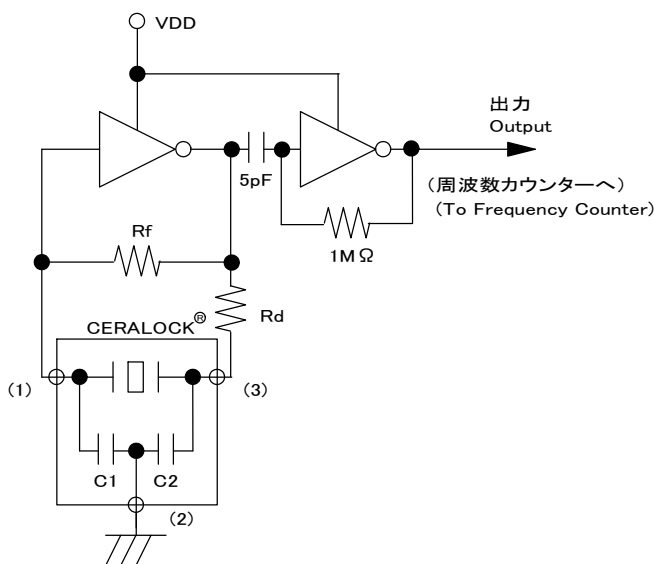 VDD
出力
Output
5pF
(周波数カウンターへ)
(To Frequency Counter)
Rf
1MΩ
Rd
CERALOCK®
(1)
(3)
C1
C2
(2)